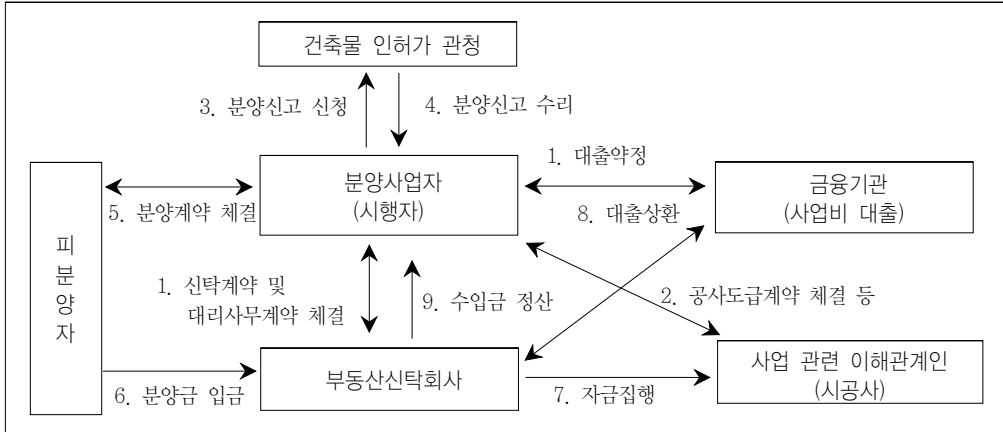 건축물 인허가 관청
3. 분양신고 신청
4. 분양신고 수리
분양사업자
(시행자)
1. 대출약정
8. 대출상환
금융기관
(사업비 대출)
5. 분양계약 체결
피
분
양
자
1. 신탁계약 및
대리사무계약 체결
9. 수입금 정산
2. 공사도급계약 체결 등
6. 분양금 입금
부동산신탁회사
7. 자금집행
사업 관련 이해관계인
(시공사)